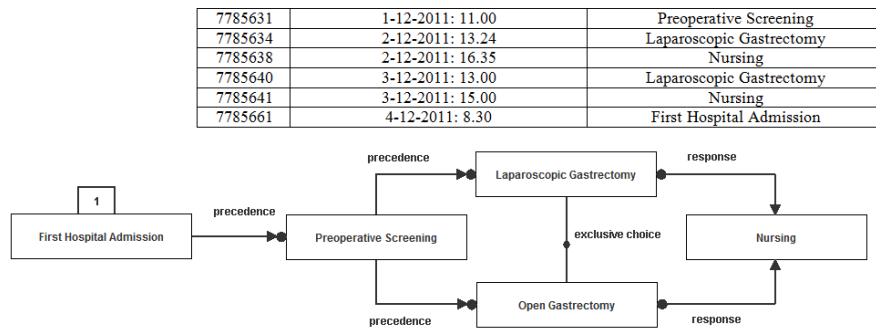 7785631 1-12-2011: 11.00 Preoperative Screening
7785634 2-12-2011: 13.24 Laparoscopic Gastrectomy
7785638 2-12-2011: 16.35 Nursing
7785640 3-12-2011: 13.00 Laparoscopic Gastrectomy
7785641 3-12-2011: 15.00 Nursing
7785661 4-12-2011: 8.30 First Hospital Admission
precedence
response
Laparoscopic Gastrectomy
1
precedence
First Hospital Admission
Preoperative Screening
exclusive choice
Nursing
Open Gastrectomy
precedence
response